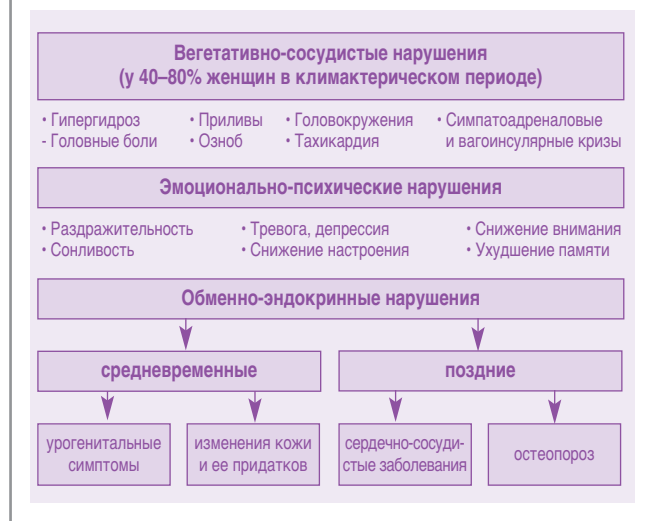 Вегетативно-сосудистые нарушения
(у 40–80% женщин в климактерическом периоде)
• Гипергидроз • Приливы • Головокружения • Симпатоадреналовые
- Головные боли • Озноб • Тахикардия и вагоинсулярные кризы
Эмоционально-психические нарушения
• Раздражительность • Тревога, депрессия • Снижение внимания
• Сонливость • Снижение настроения • Ухудшение памяти
Обменно-эндокринные нарушения
средневременные поздние
урогенитальные изменения кожи сердечно-сосуди- остеопороз
симптомы и ее придатков стые заболевания